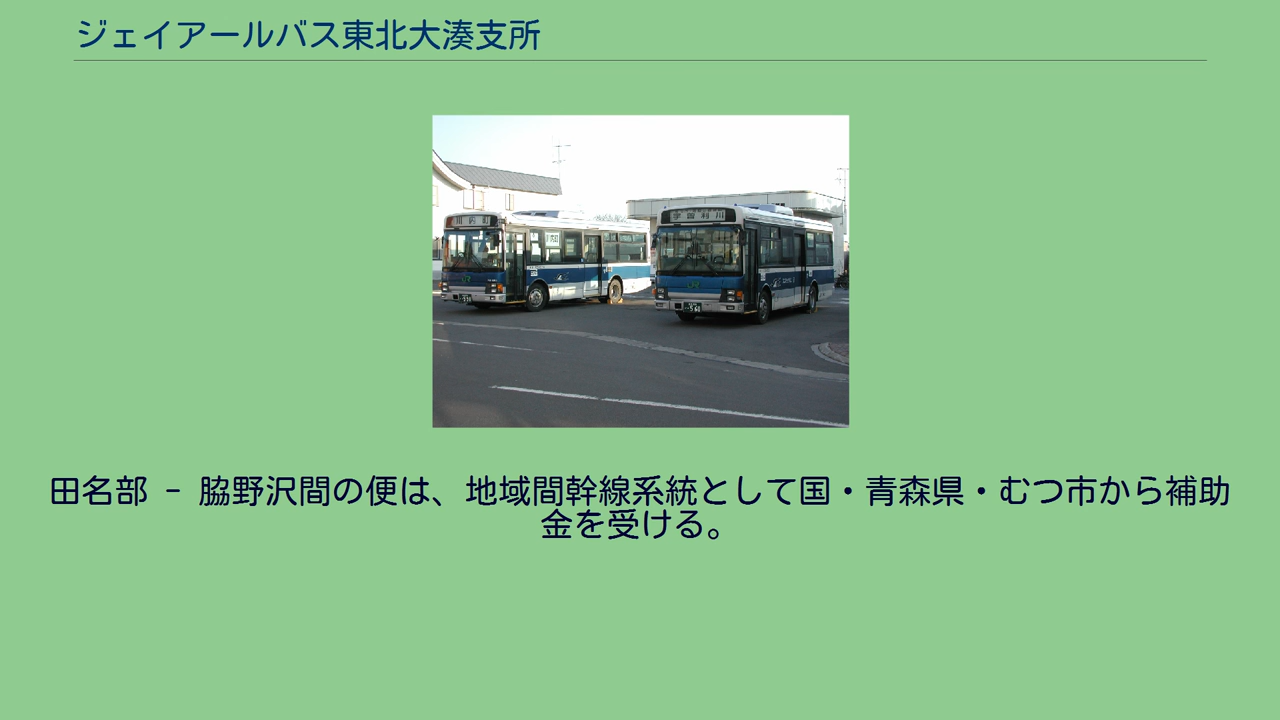 ジェイアールバス東北大湊支所
田名部 － 脇野沢間の便は、地域間幹線系統として国・青森県・むつ市から補助
金を受ける。